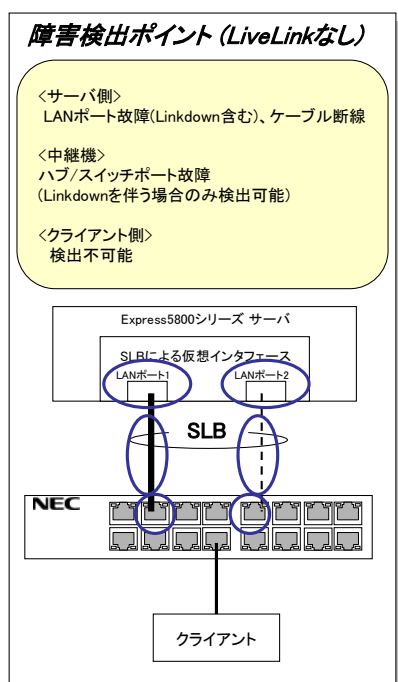 障害検出ポイント (LiveLinkなし)
<サーバ側>
LANポート故障(Linkdown含む)、ケーブル断線
<中継機>
ハブ/スイッチポート故障
(Linkdownを伴う場合のみ検出可能)
<クライアント側>
検出不可能
Express5800シリーズ サーバ
SLBによる仮想インタフェース
LANポート1
LANポート2
SLB
NEC
クライアント